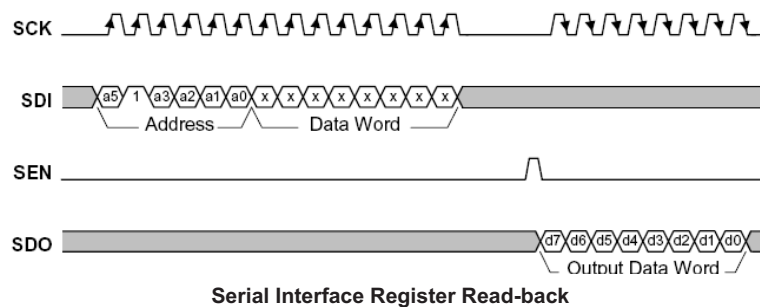 SCK
SDI a5 1 a3 a2 a1 a0 x x x x x x x x
Address Data Word
SEN
SDO d7 d6 d5 d4 d3 d2 d1 d0
Output Data Word
Serial Interface Register Read-back